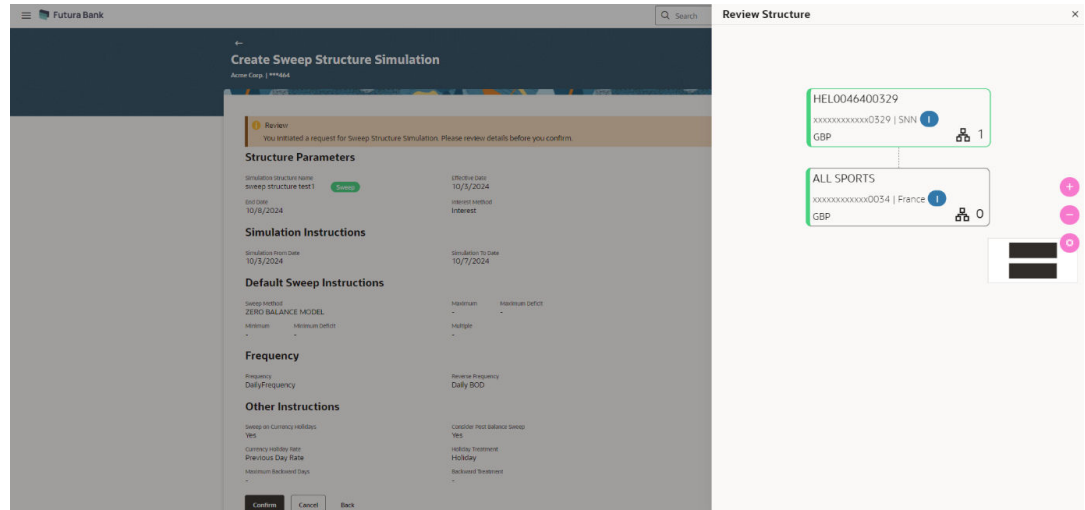 Futura Bank
Search
Create Sweep Structure Simulation
Acme Corp. | ***464
Review
You initiated a request for Sweep Structure Simulation. Please review details before you confirm.
Structure Parameters
Simulation Structure Name
sweep structure test1
Sweep
Effective Date
10/3/2024
End Date
10/8/2024
Interest Method
Interest
Simulation Instructions
Simulation From Date
10/3/2024
Simulation To Date
10/7/2024
Default Sweep Instructions
Sweep Method
ZERO BALANCE MODEL
Maximum
-
Maximum Deficit
-
Minimum
-
Minimum Deficit
-
Multiple
-
Frequency
Frequency
DailyFrequency
Reverse Frequency
Daily BOD
Other Instructions
Sweep on Currency Holidays
Yes
Consider Post Balance Sweep
Yes
Currency Holiday Rate
Previous Day Rate
Holiday Treatment
Holiday
Maximum Backward Days
-
Backward Treatment
-
Confirm
Cancel
Back
Review Structure
HEL0046400329
xxxxxxxxxxxx0329 | SNN I
GBP
1
ALL SPORTS
xxxxxxxxxxxx0034 | France I
GBP
0